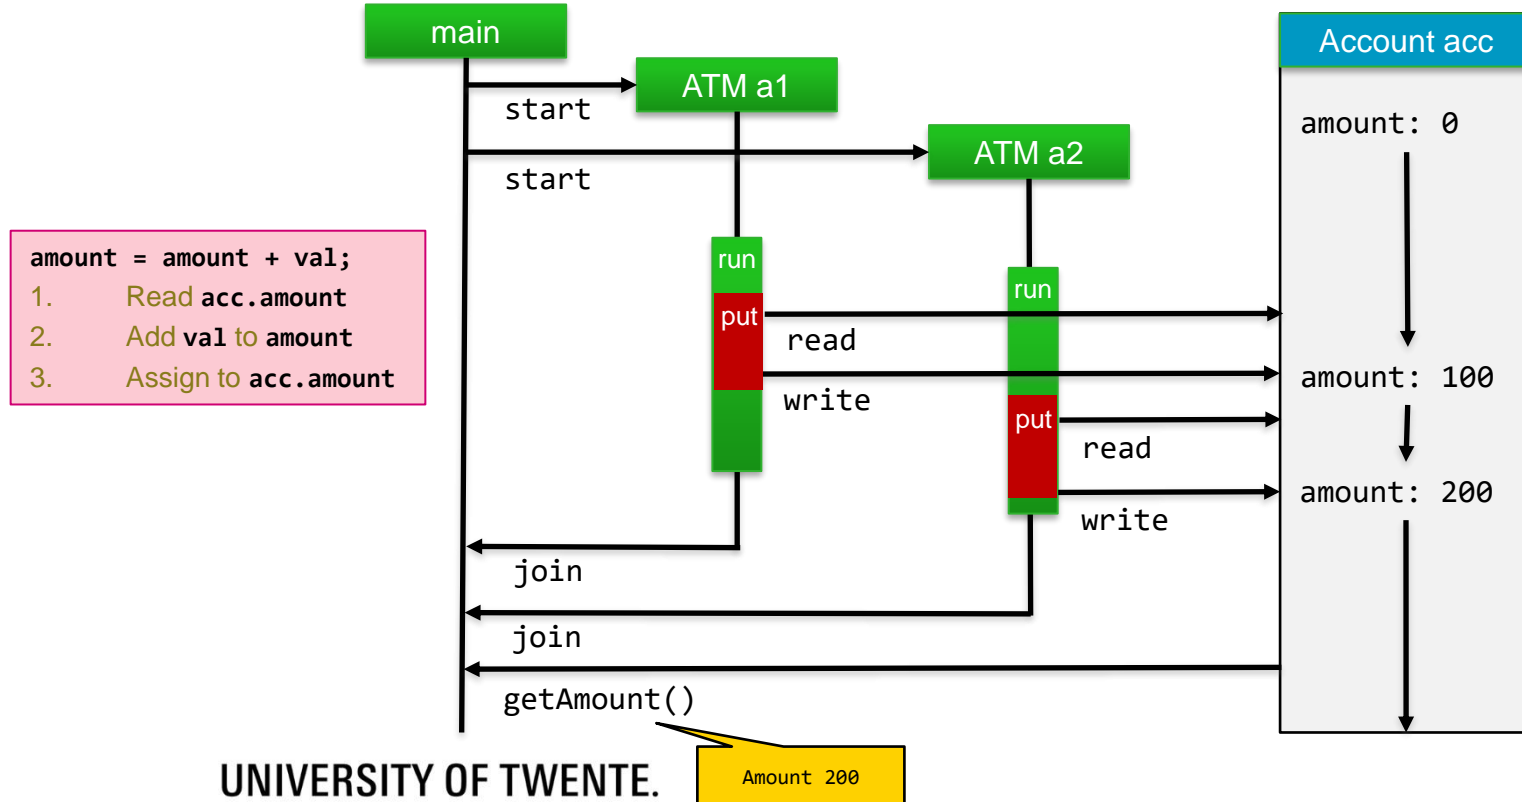 main
Account acc
ATM a1
start
amount: 0
ATM a2
start
amount = amount + val;
1. Read acc.amount
2. Add val to amount
3. Assign to acc.amount
run
run
put
read
amount: 100
write
put
read
amount: 200
write
join
join
getAmount()
Amount 200
UNIVERSITY OF TWENTE.